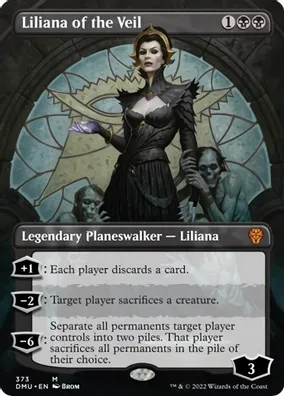 Liliana of the Veil 1
Legendary Planeswalker — Liliana
+1: Each player discards a card.
−2: Target player sacrifices a creature.
Separate all permanents target player
−6: controls into two piles. That player
sacrifices all permanents in the pile of
their choice.
3
373 M
DMU • EN BROM ™ & © 2022 Wizards of the Coast